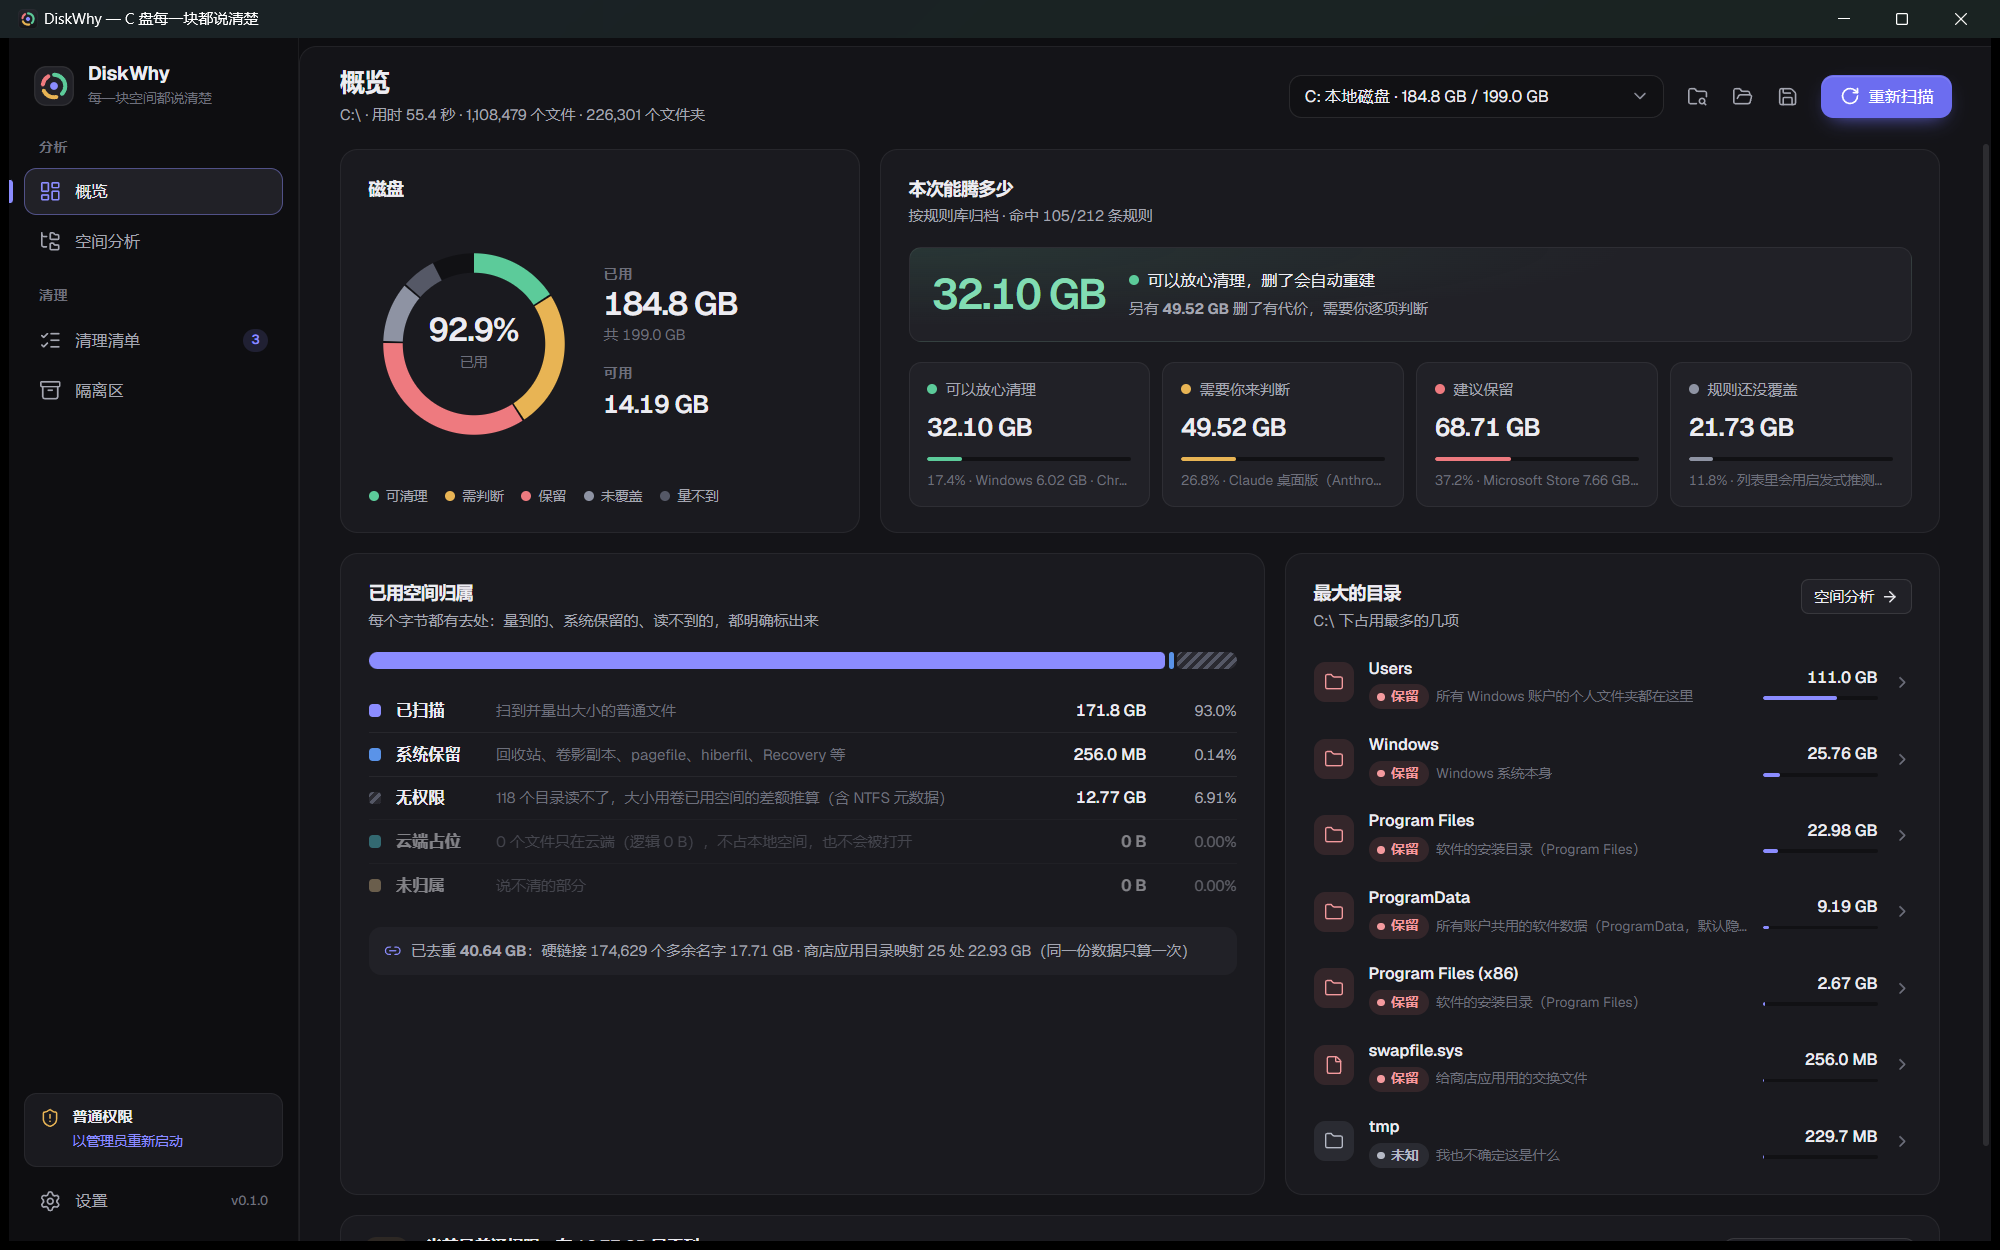 DiskWhy — C 盘每一块都说清楚
DiskWhy
每一块空间都说清楚
分析
概览
空间分析
清理
清理清单
3
隔离区
普通权限
以管理员重新启动
设置
v0.1.0
概览
C:\ · 用时 55.4 秒 · 1,108,479 个文件 · 226,301 个文件夹
C: 本地磁盘 · 184.8 GB / 199.0 GB
重新扫描
磁盘
92.9%
已用
已用
184.8 GB
共 199.0 GB
可用
14.19 GB
可清理
需判断
保留
未覆盖
量不到
本次能腾多少
按规则库归档 · 命中 105/212 条规则
32.10 GB
可以放心清理，删了会自动重建
另有 49.52 GB 删了有代价，需要你逐项判断
可以放心清理
32.10 GB
17.4% · Windows 6.02 GB · Chr...
需要你来判断
49.52 GB
26.8% · Claude 桌面版（Anthro...
建议保留
68.71 GB
37.2% · Microsoft Store 7.66 GB...
规则还没覆盖
21.73 GB
11.8% · 列表里会用启发式推测...
已用空间归属
每个字节都有去处：量到的、系统保留的、读不到的，都明确标出来
已扫描 扫到并量出大小的普通文件 171.8 GB 93.0%
系统保留 回收站、卷影副本、pagefile、hiberfil、Recovery 等 256.0 MB 0.14%
无权限 118 个目录读不了，大小用卷已用空间的差额推算（含 NTFS 元数据） 12.77 GB 6.91%
云端占位 0 个文件只在云端（逻辑 0 B），不占本地空间，也不会被打开 0 B 0.00%
未归属 说不清的部分 0 B 0.00%
已去重 40.64 GB：硬链接 174,629 个多余名字 17.71 GB · 商店应用目录映射 25 处 22.93 GB（同一份数据只算一次）
最大的目录
C:\ 下占用最多的几项
空间分析
Users
111.0 GB
保留 所有 Windows 账户的个人文件夹都在这里
Windows
25.76 GB
保留 Windows 系统本身
Program Files
22.98 GB
保留 软件的安装目录（Program Files）
ProgramData
9.19 GB
保留 所有账户共用的软件数据（ProgramData，默认隐...
Program Files (x86)
2.67 GB
保留 软件的安装目录（Program Files）
swapfile.sys
256.0 MB
保留 给商店应用用的交换文件
tmp
229.7 MB
未知 我也不确定这是什么